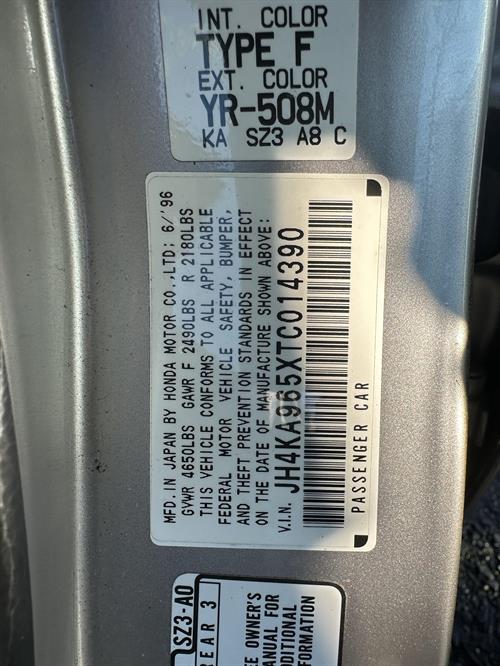 INT. COLOR
TYPE F
EXT. COLOR
YR-508M
KA SZ3 A8 C
MFD. IN JAPAN BY HONDA MOTOR CO.,LTD; 6/'96
GVWR 4650LBS GAWR F 2490LBS R 2180LBS
THIS VEHICLE CONFORMS TO ALL APPLICABLE
FEDERAL MOTOR VEHICLE SAFETY, BUMPER,
AND THEFT PREVENTION STANDARDS IN EFFECT
ON THE DATE OF MANUFACTURE SHOWN ABOVE:
V.I.N. JH4KA965XTC014390
PASSENGER CAR
SZ3-A0
REAR 3
E OWNER'S
ANUAL FOR
DDITIONAL
FORMATION